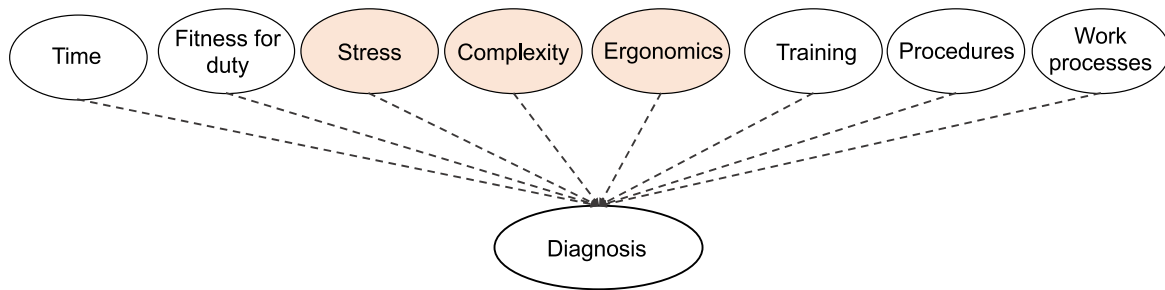 Time
Fitness for
duty
Stress
Complexity
Ergonomics
Training
Procedures
Work
processes
Diagnosis